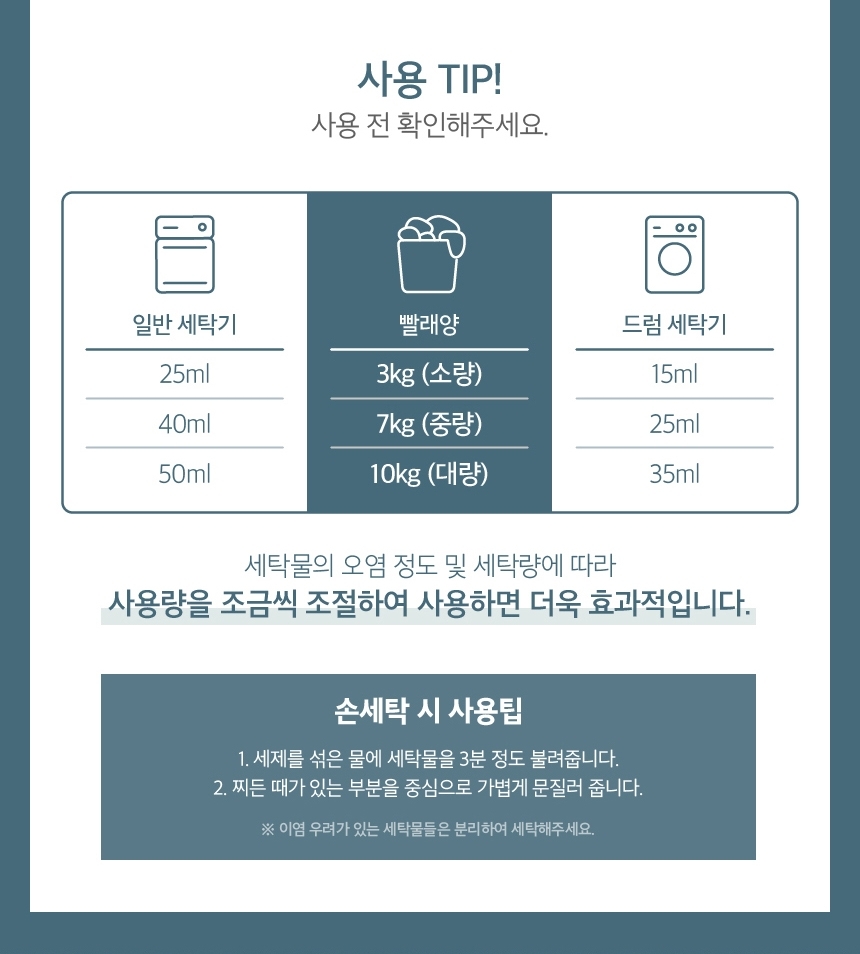 사용 TIP!
사용 전 확인해주세요.
일반 세탁기 빨래양 드럼 세탁기
25ml 3kg (소량) 15ml
40ml 7kg (중량) 25ml
50ml 10kg (대량) 35ml
세탁물의 오염 정도 및 세탁량에 따라
사용량을 조금씩 조절하여 사용하면 더욱 효과적입니다.
손세탁 시 사용팁
1. 세제를 섞은 물에 세탁물을 3분 정도 불려줍니다.
2. 찌든 때가 있는 부분을 중심으로 가볍게 문질러 줍니다.
※ 이염 우려가 있는 세탁물들은 분리하여 세탁해주세요.